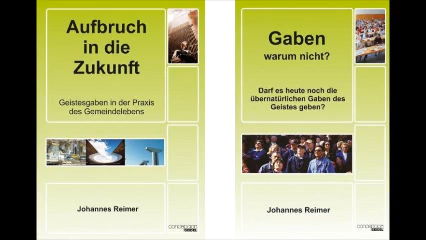 Aufbruch
in die
Zukunft
Geistesgaben in der Praxis
des Gemeindelebens
Johannes Reimer
Gaben
warum nicht?
Darf es heute noch die
übernatürlichen Gaben des
Geistes geben?
Johannes Reimer